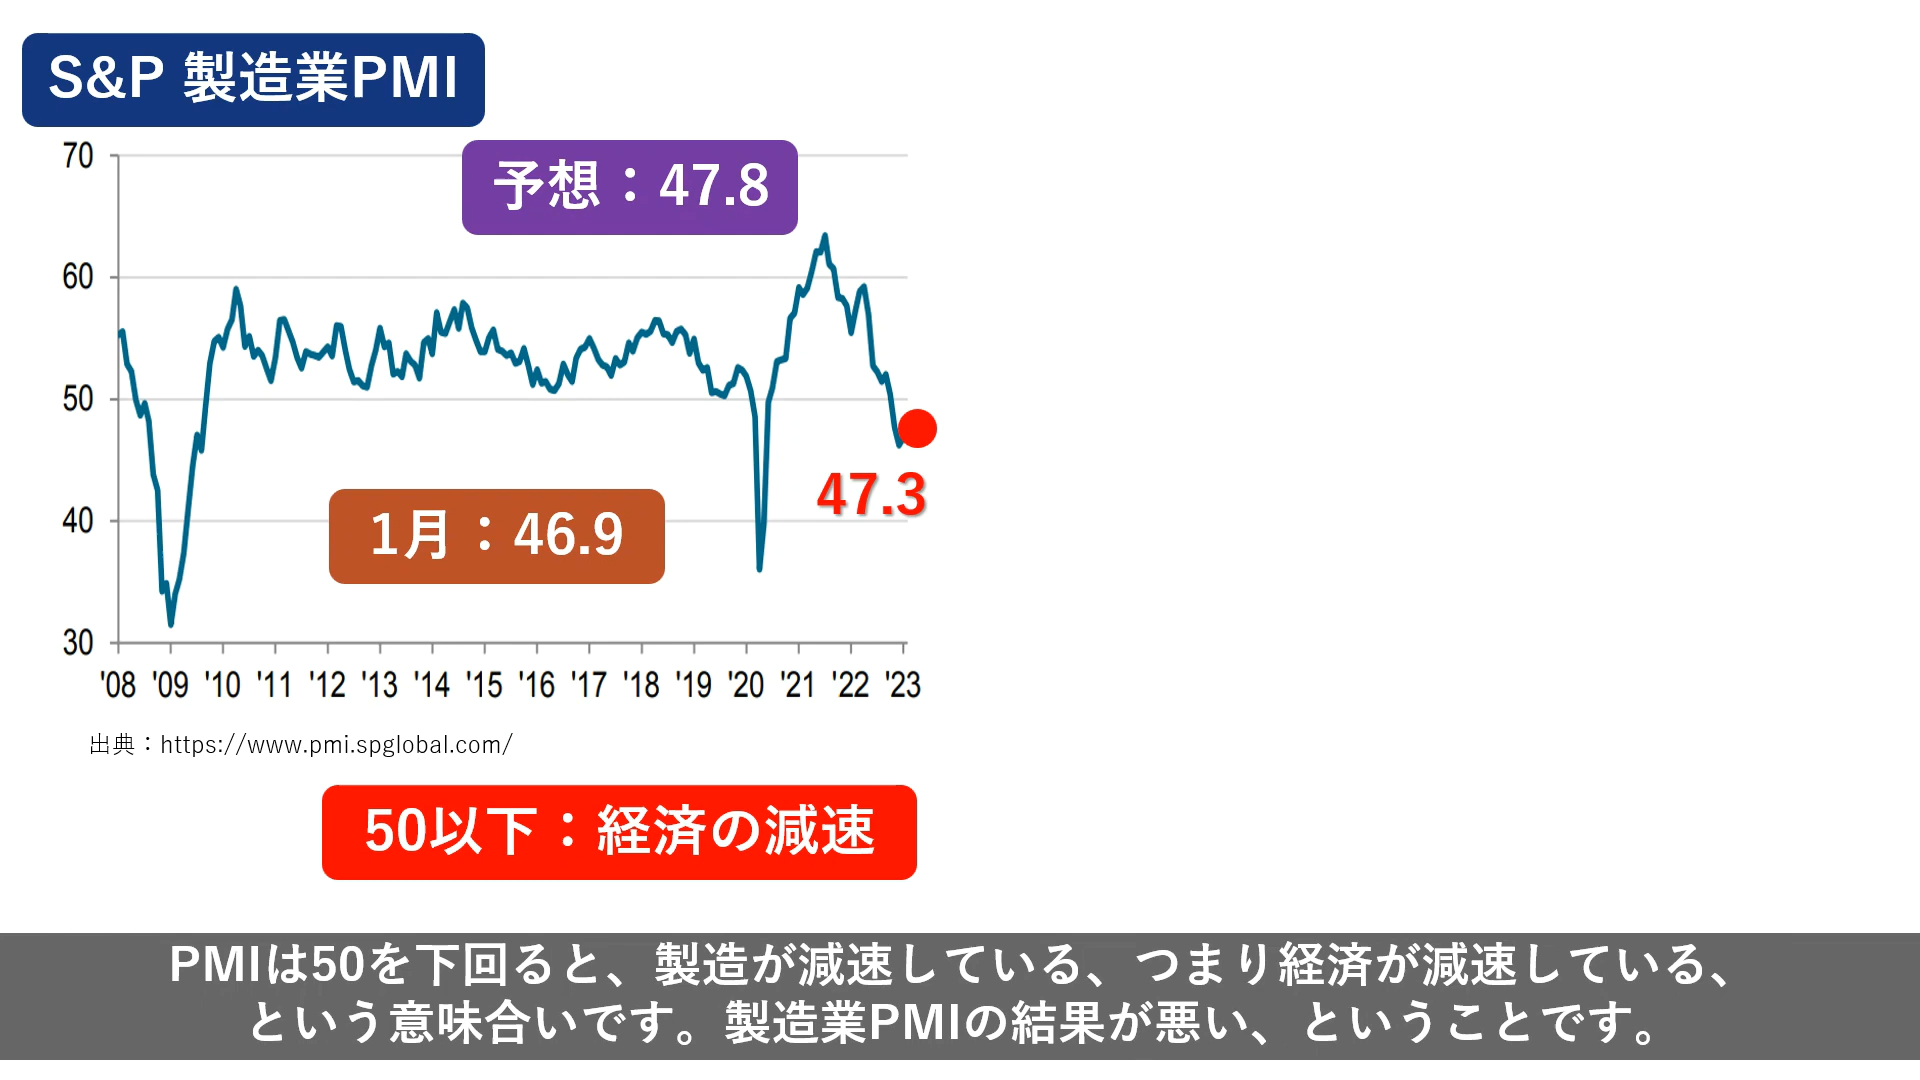 S&P 製造業PMI
予想：47.8
70
60
50
40
30
47.3
1月：46.9
'08 '09 '10 '11 '12 '13 '14 '15 '16 '17 '18 '19 '20 '21 '22 '23
出典：https://www.pmi.spglobal.com/
50以下：経済の減速
PMIは50を下回ると、製造が減速している、つまり経済が減速している、
という意味合いです。製造業PMIの結果が悪い、ということです。